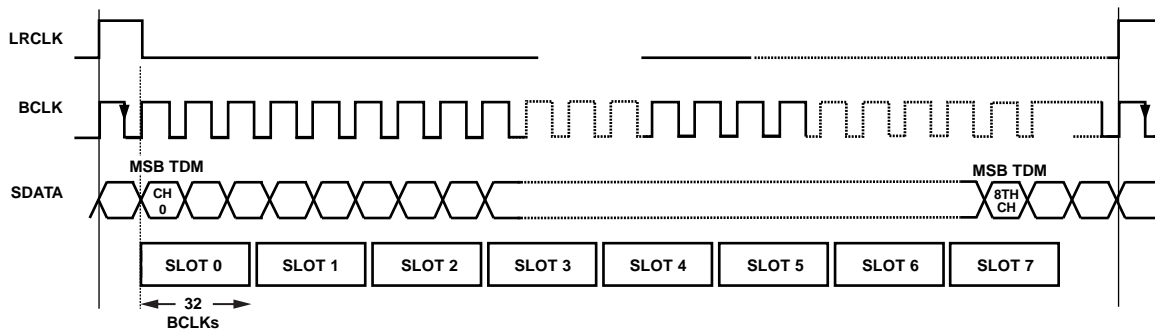 LRCLK
BCLK
MSB TDM
MSB TDM
SDATA
CH
0
8TH
CH
SLOT 0
SLOT 1
SLOT 2
SLOT 3
SLOT 4
SLOT 5
SLOT 6
SLOT 7
32
BCLKs